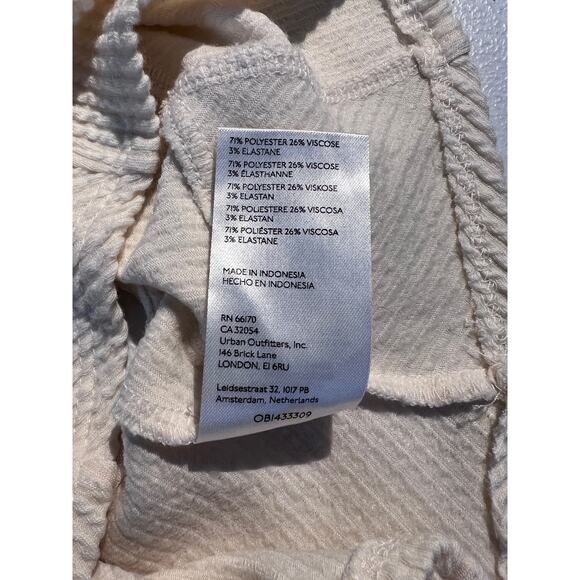 71% POLYESTER 26% VISCOSE
3% ELASTANE
71% POLYESTER 26% VISCOSE
3% ÉLASTHANNE
71% POLYESTER 26% VISKOSE
3% ELASTAN
71% POLIESTERE 26% VISCOSA
3% ELASTAN
71% POLIÉSTER 26% VISCOSA
3% ELASTANE
MADE IN INDONESIA
HECHO EN INDONESIA
RN 66170
CA 32054
Urban Outfitters, Inc.
146 Brick Lane
LONDON, E1 6RU
Leidsestraat 32, 1017 PB
Amsterdam, Netherlands
OB1433309